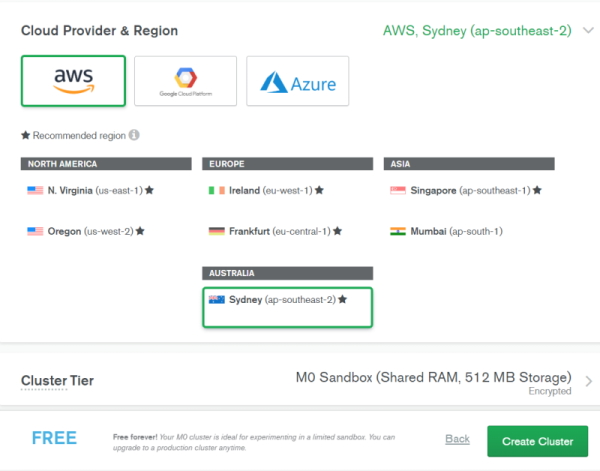 Cloud Provider & Region
AWS, Sydney (ap-southeast-2)
aws
Google Cloud Platform
Azure
★ Recommended region i
NORTH AMERICA
EUROPE
ASIA
N. Virginia (us-east-1) ★
Ireland (eu-west-1) ★
Singapore (ap-southeast-1) ★
Oregon (us-west-2) ★
Frankfurt (eu-central-1) ★
Mumbai (ap-south-1)
AUSTRALIA
Sydney (ap-southeast-2) ★
Cluster Tier
M0 Sandbox (Shared RAM, 512 MB Storage)
Encrypted
FREE
Free forever! Your M0 cluster is ideal for experimenting in a limited sandbox. You can
upgrade to a production cluster anytime.
Back
Create Cluster